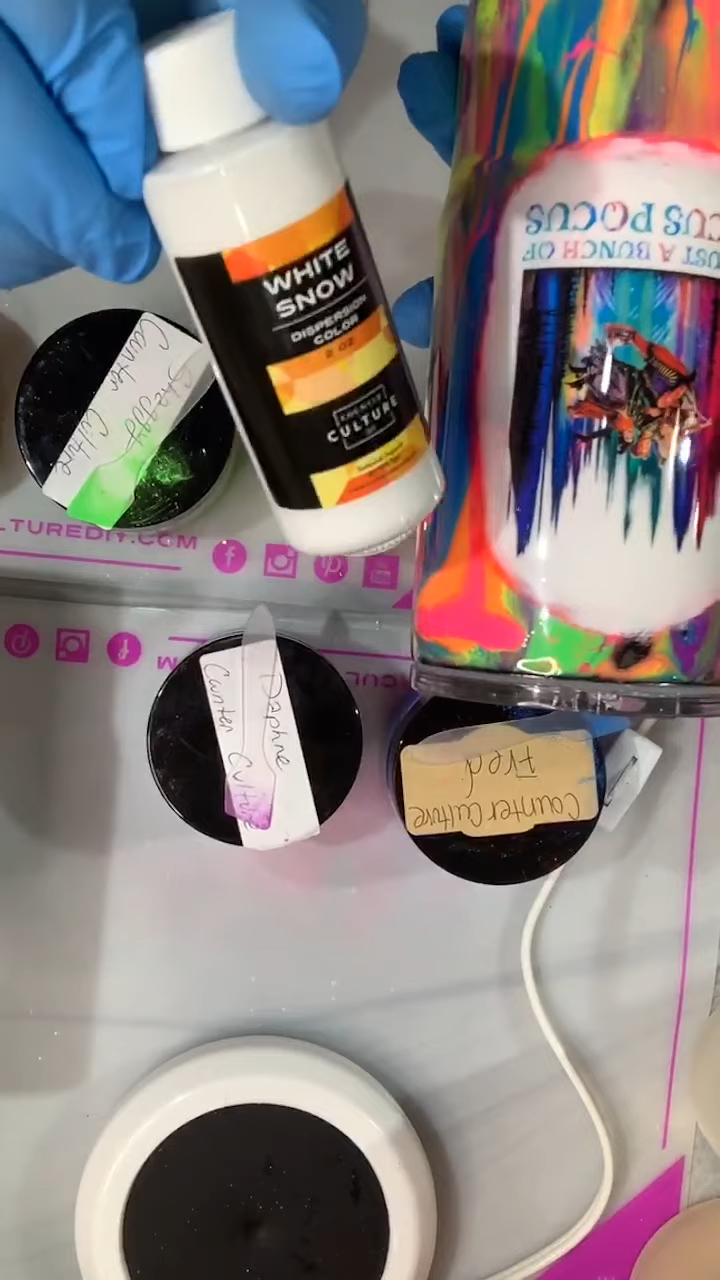 WHITE
SNOW
DISPERSION
COLOR
2 OZ
CULTURE
JUST A BUNCH OF
CUS POCUS
Shaggy
Counter Culture
LTUREDIY.COM
Daphne
Counter Culture
Fred
Counter Culture